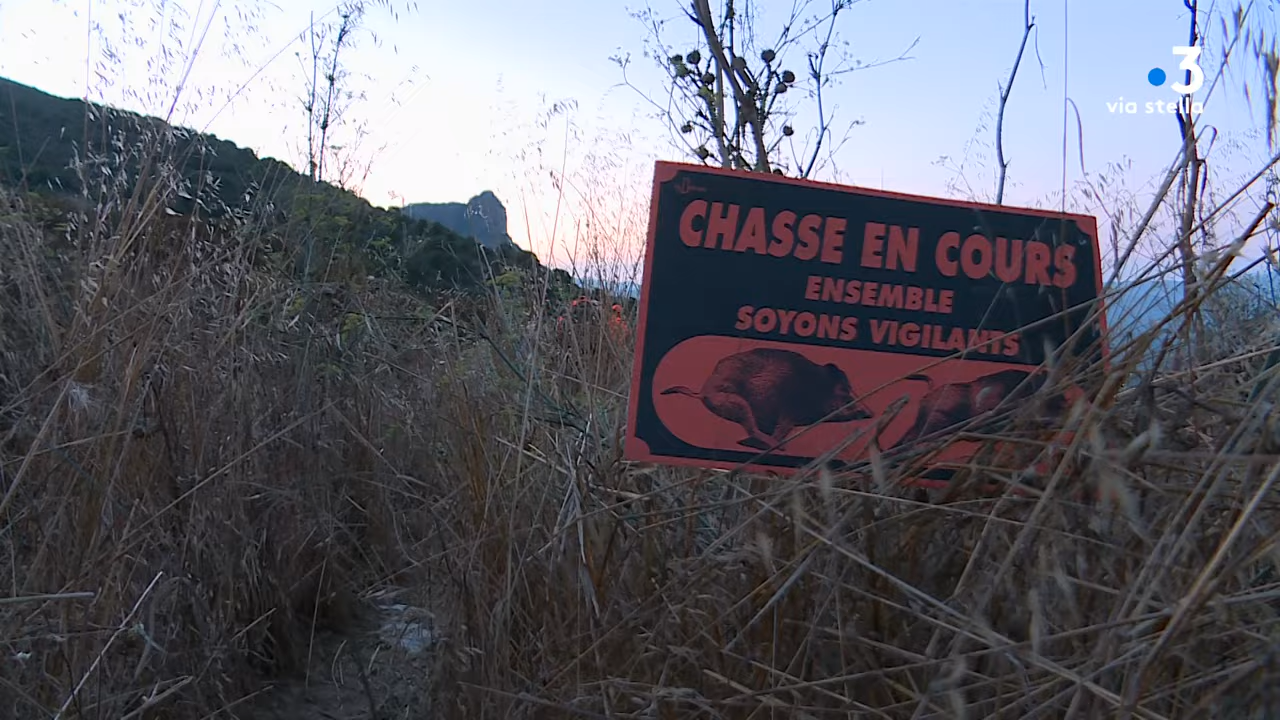 3
via stella
CHASSE EN COURS
ENSEMBLE
SOYONS VIGILANTS